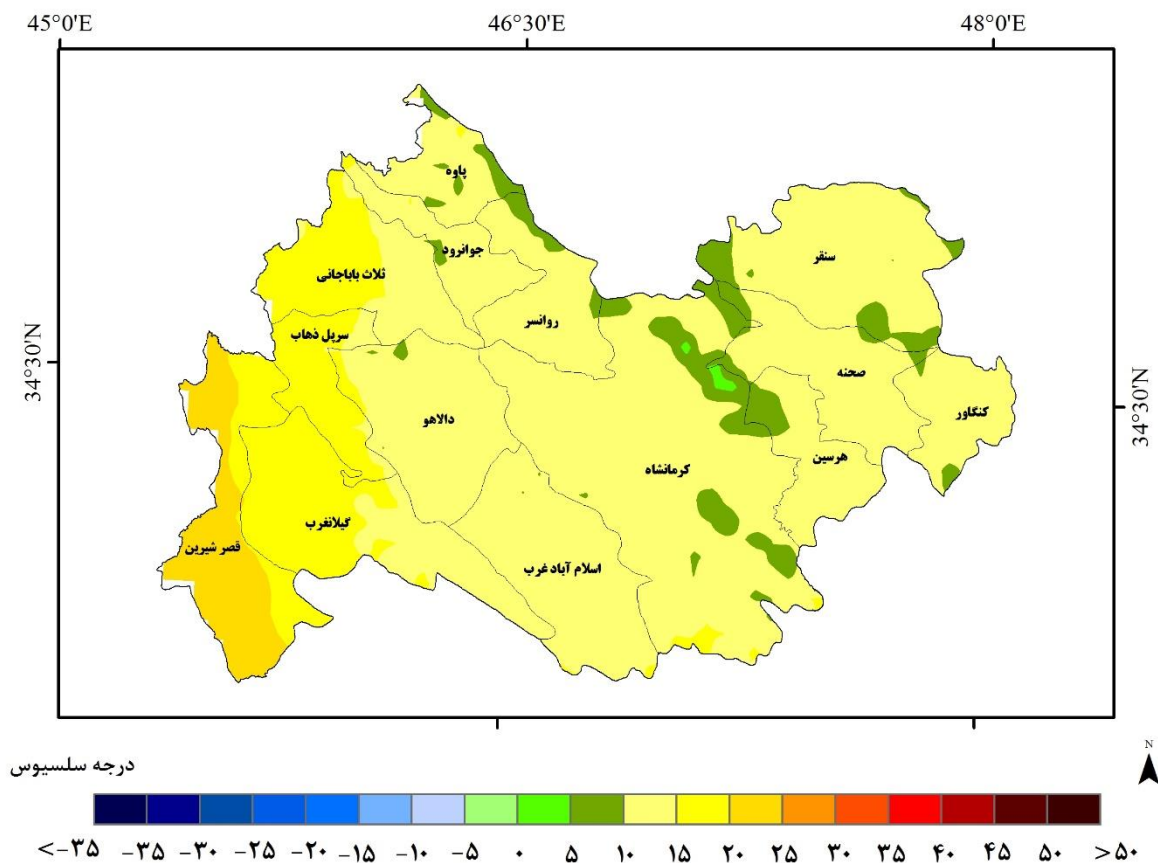 45°0'E 46°30'E 48°0'E
پاوه
جوانرود
سنقر
ثلاث باباجانی
روانسر
سرپل ذهاب
34°30'N
صحنه
کنگاور
34°30'N
دالاهو
هرسین
کرمانشاه
گیلانغرب
قصر شیرین
اسلام آباد غرب
درجه سلسیوس
N
<-۳۵ -۳۵ -۳۰ -۲۵ -۲۰ -۱۵ -۱۰ -۵ ۰ ۵ ۱۰ ۱۵ ۲۰ ۲۵ ۳۰ ۳۵ ۴۰ ۴۵ ۵۰ >۵۰